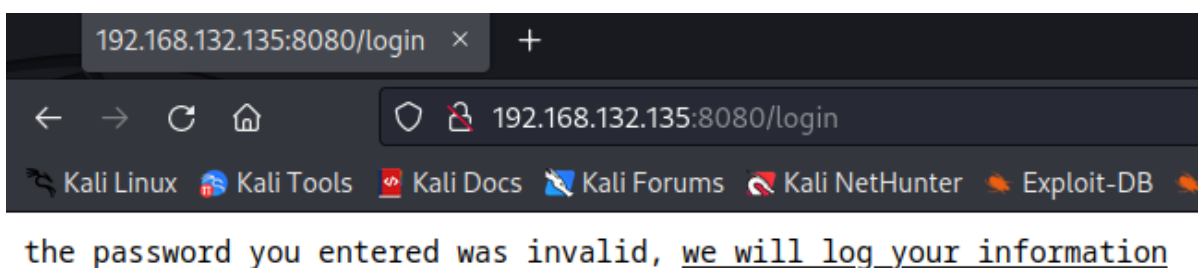 192.168.132.135:8080/login × +
192.168.132.135:8080/login
Kali Linux Kali Tools Kali Docs Kali Forums Kali NetHunter Exploit-DB
the password you entered was invalid, we will log your information